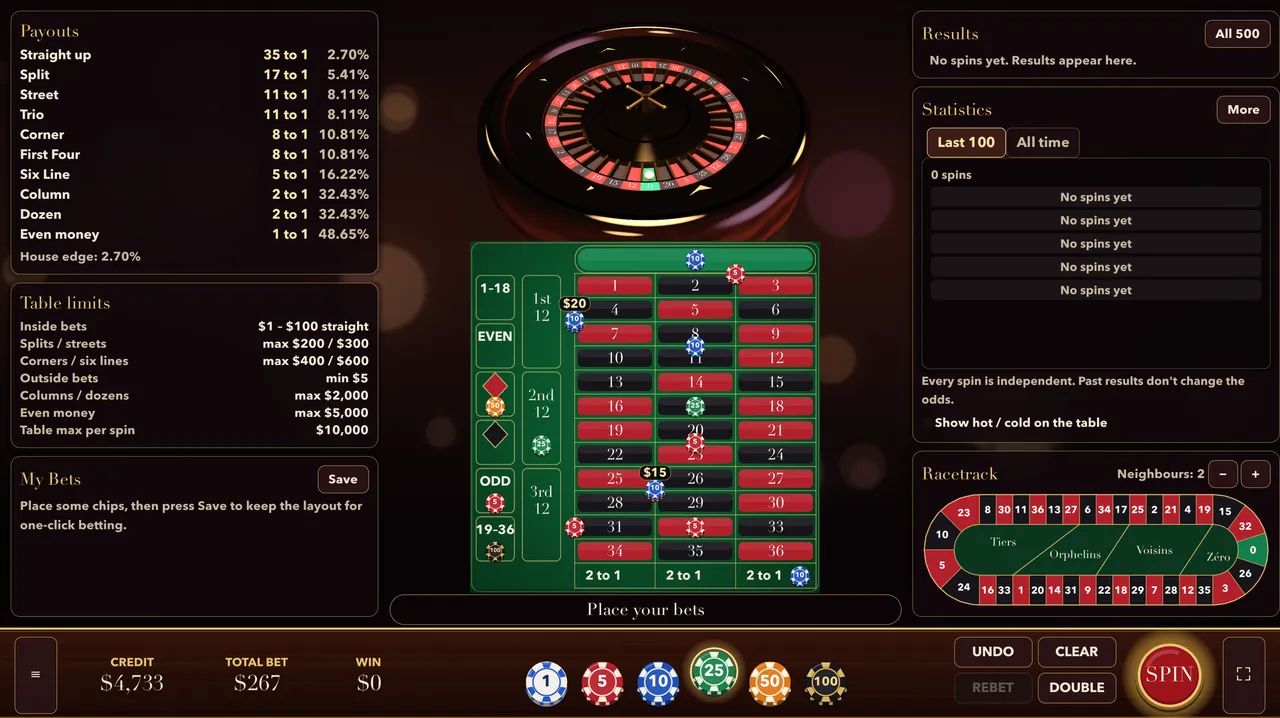 Payouts
Straight up 35 to 1 2.70%
Split 17 to 1 5.41%
Street 11 to 1 8.11%
Trio 11 to 1 8.11%
Corner 8 to 1 10.81%
First Four 8 to 1 10.81%
Six Line 5 to 1 16.22%
Column 2 to 1 32.43%
Dozen 2 to 1 32.43%
Even money 1 to 1 48.65%
House edge: 2.70%
Table limits
Inside bets $1 – $100 straight
Splits / streets max $200 / $300
Corners / six lines max $400 / $600
Outside bets min $5
Columns / dozens max $2,000
Even money max $5,000
Table max per spin $10,000
My Bets Save
Place some chips, then press Save to keep the layout for
one-click betting.
10
5
1-18 1st 12 1 2 3
$20
10 4 5 6
EVEN 7 8 9
10
10 11 12
2nd 12 13 14 15
50 16 25 18
19 20 21
25 5
22 23 24
$15
ODD 3rd 12 25 26 27
10
5 28 29 30
19-36 5 31 5 33
100 34 35 36
2 to 1 2 to 1 2 to 1 10
Place your bets
Results All 500
No spins yet. Results appear here.
Statistics More
Last 100 All time
0 spins
No spins yet
No spins yet
No spins yet
No spins yet
No spins yet
Every spin is independent. Past results don't change the
odds.
Show hot / cold on the table
Racetrack Neighbours: 2 − +
23 8 30 11 36 13 27 6 34 17 25 2 21 4 19 15
10 32
Tiers Orphelins Voisins Zéro 0
5 26
24 16 33 1 20 14 31 9 22 18 29 7 28 12 35 3
≡
CREDIT TOTAL BET WIN
$4,733 $267 $0
1 5 10 25 50 100
UNDO CLEAR
REBET DOUBLE
SPIN